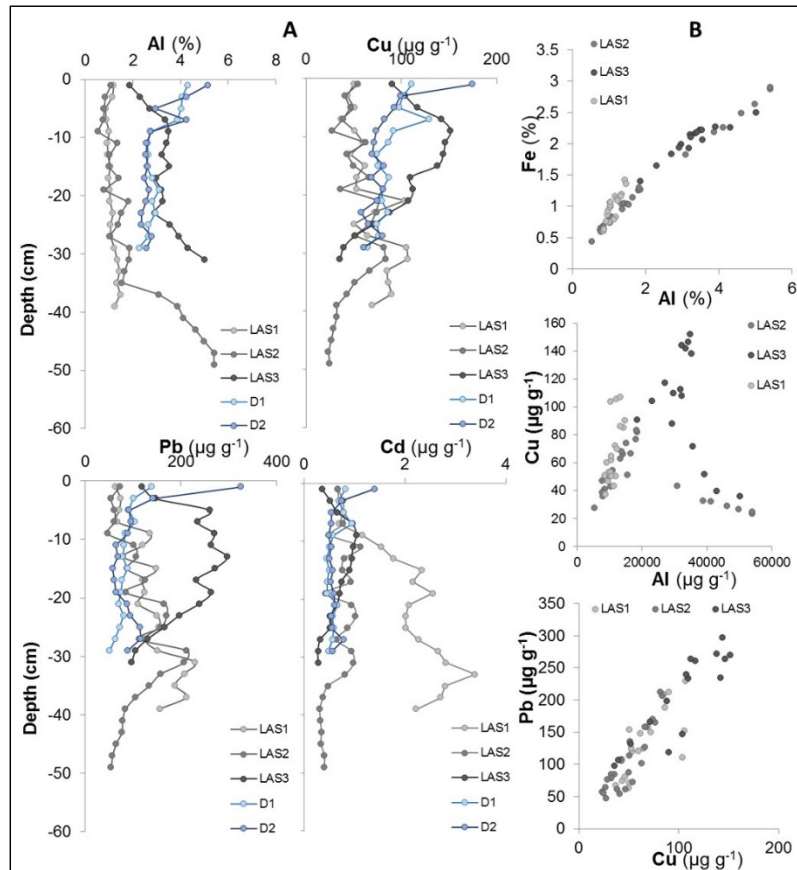 A
B
Al (%)
Cu (µg g⁻¹)
0 2 4 6 8
0 100 200
0
-10
-20
-30
-40
-50
-60
Depth (cm)
LAS1
LAS2
LAS3
D1
D2
LAS1
LAS2
LAS3
D1
D2
Pb (µg g⁻¹)
Cd (µg g⁻¹)
0 200 400
0 2 4
0
-10
-20
-30
-40
-50
-60
Depth (cm)
LAS1
LAS2
LAS3
D1
D2
LAS1
LAS2
LAS3
D1
D2
LAS2
LAS3
LAS1
Fe (%)
3.5
3
2.5
2
1.5
1
0.5
0
0 2 4 6
Al (%)
LAS2
LAS3
LAS1
Cu (µg g⁻¹)
160
140
120
100
80
60
40
20
0
0 20000 40000 60000
Al (µg g⁻¹)
LAS1 LAS2 LAS3
Pb (µg g⁻¹)
350
300
250
200
150
100
50
0
0 100 200
Cu (µg g⁻¹)